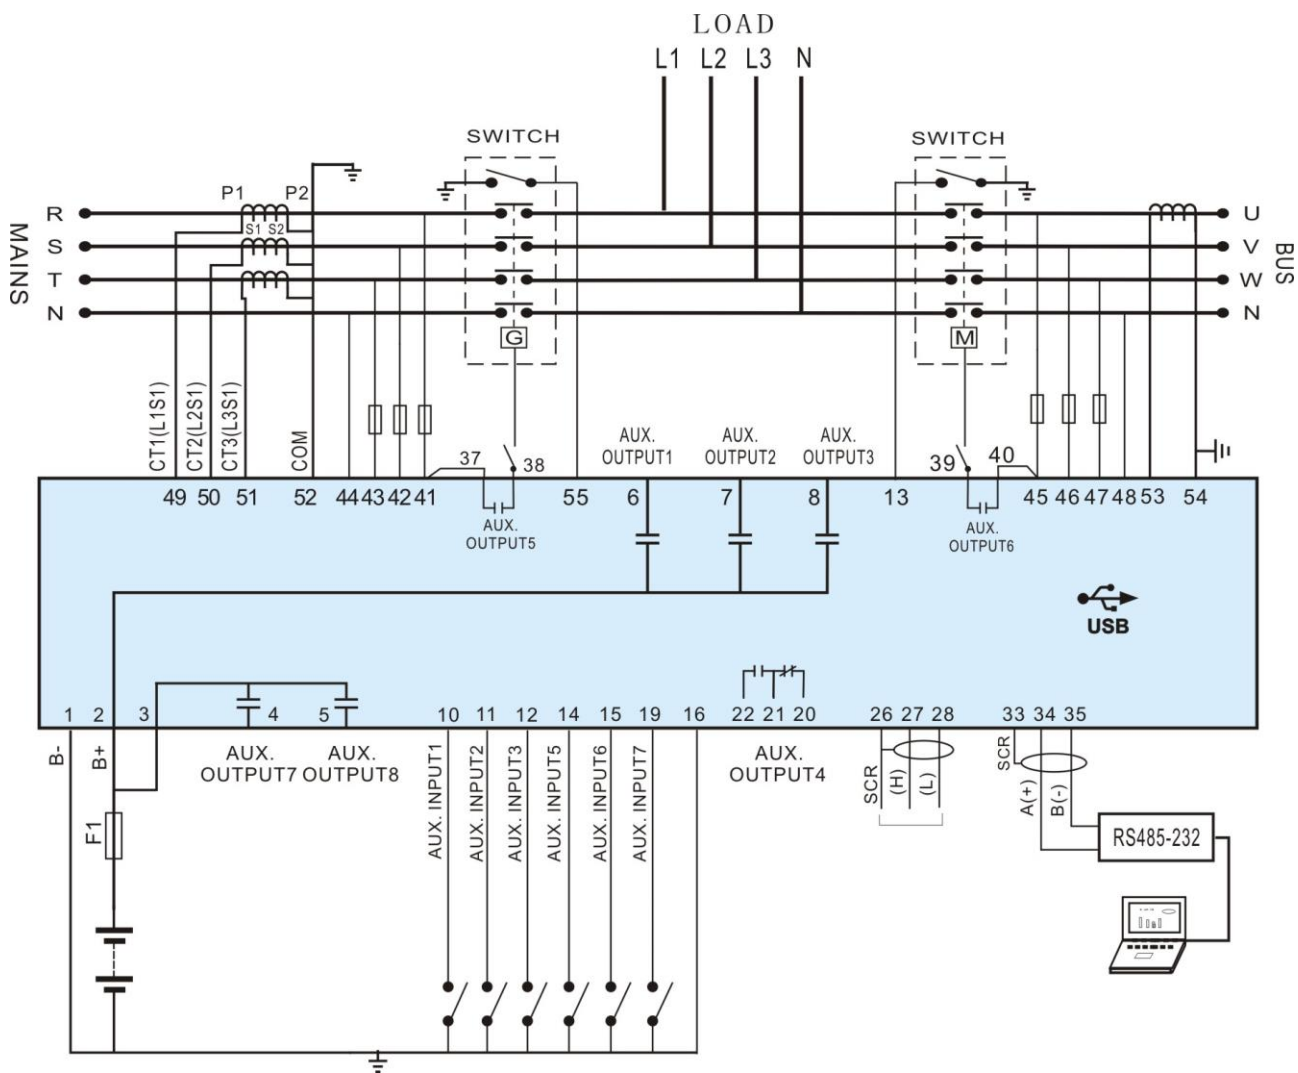 LOAD
L1 L2 L3 N
SWITCH SWITCH
P1 P2
R U
S1 S2
S V
T W
N N
MAINS
BUS
G M
CT1(L1S1)
CT2(L2S1)
CT3(L3S1)
COM
AUX. OUTPUT1
AUX. OUTPUT2
AUX. OUTPUT3
37 38 39 40
49 50 51 52 44 43 42 41 55 6 7 8 13 45 46 47 48 53 54
AUX. OUTPUT5
AUX. OUTPUT6
USB
1 2 3 4 5 10 11 12 14 15 19 16 22 21 20 26 27 28 33 34 35
B-
B+
AUX. OUTPUT7
AUX. OUTPUT8
AUX. INPUT1
AUX. INPUT2
AUX. INPUT3
AUX. INPUT5
AUX. INPUT6
AUX. INPUT7
AUX. OUTPUT4
SCR
(H)
(L)
SCR
A(+)
B(-)
F1
RS485-232